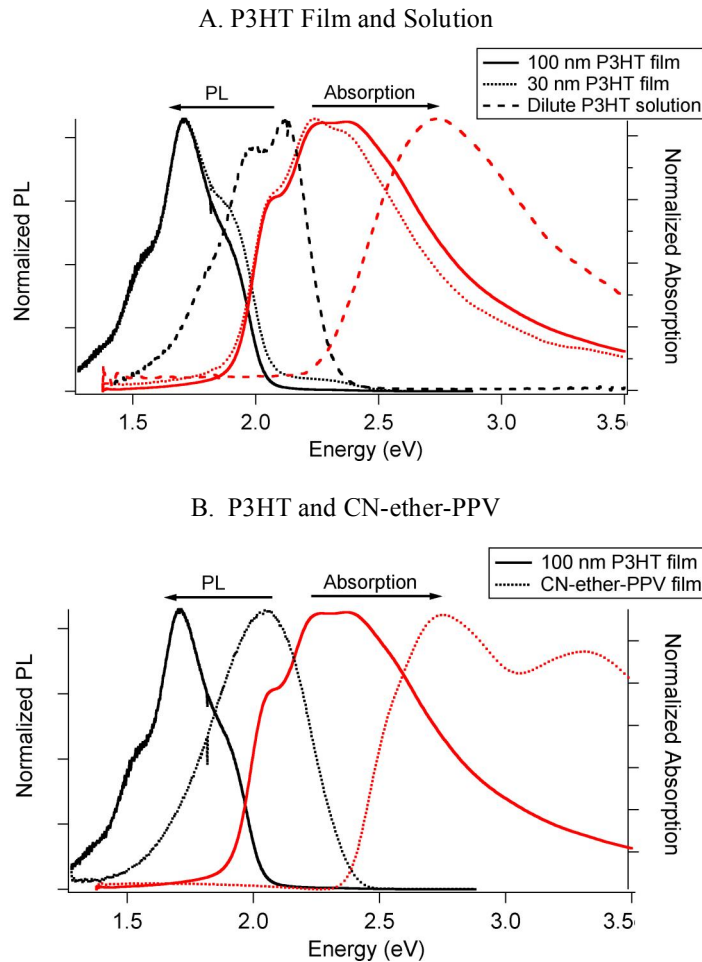 A. P3HT Film and Solution
100 nm P3HT film
30 nm P3HT film
Dilute P3HT solution
PL
Absorption
Normalized PL
Normalized Absorption
1.5 2.0 2.5 3.0 3.5
Energy (eV)
B. P3HT and CN-ether-PPV
100 nm P3HT film
CN-ether-PPV film
PL
Absorption
Normalized PL
Normalized Absorption
1.5 2.0 2.5 3.0 3.5
Energy (eV)